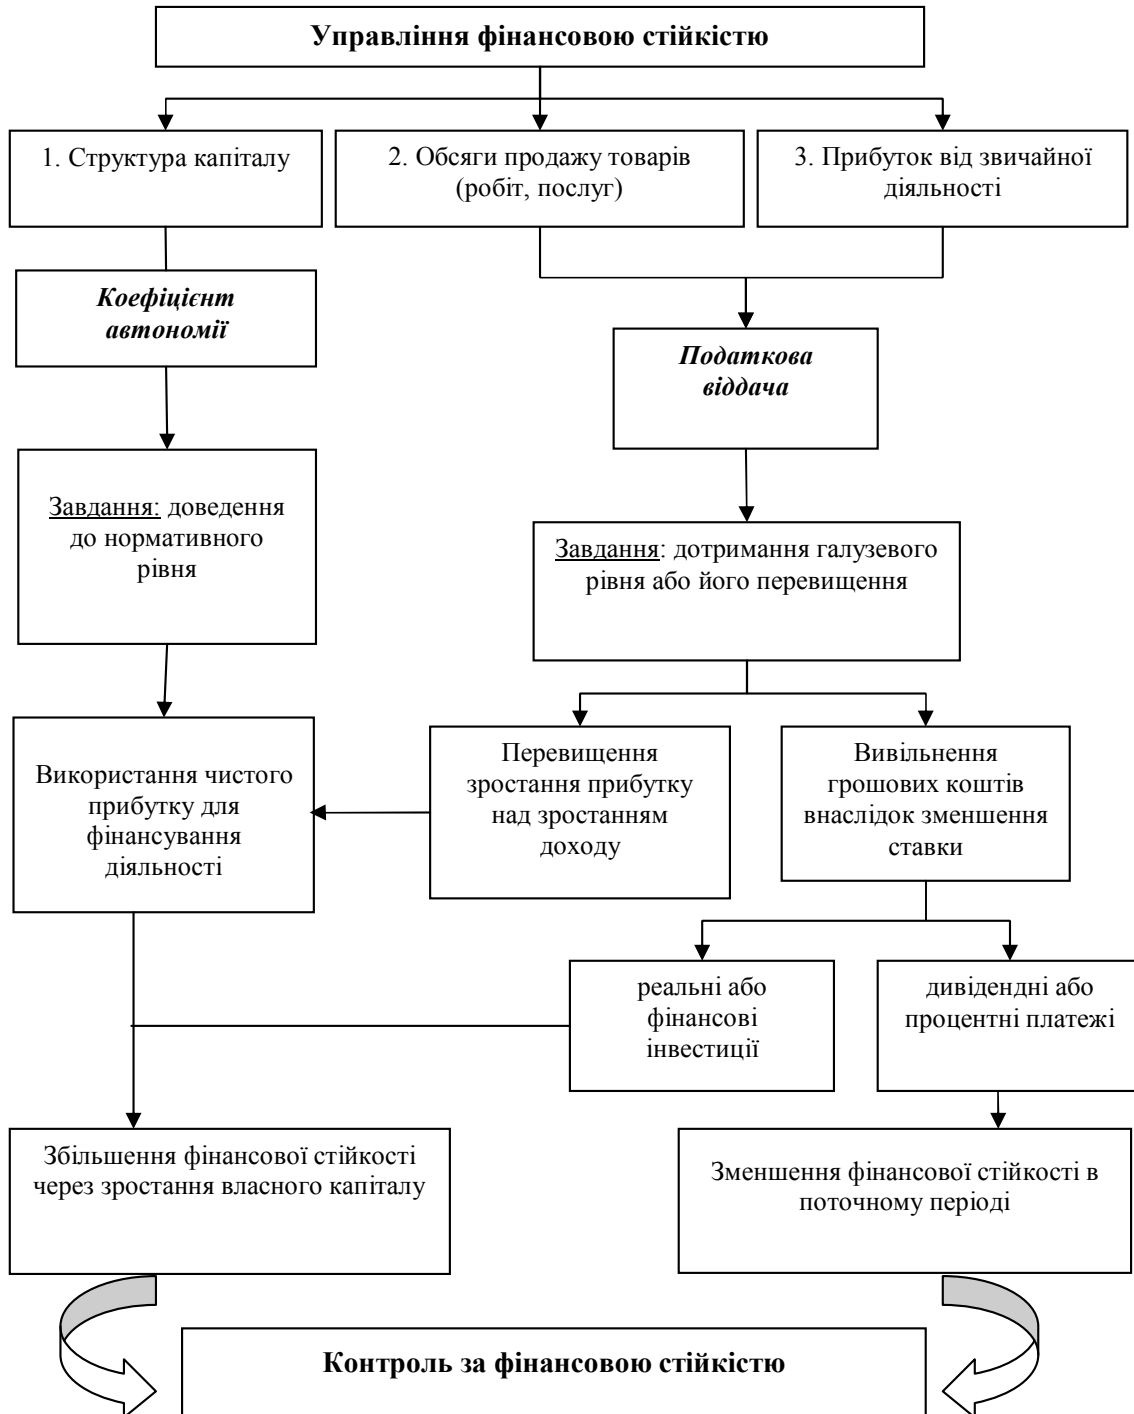 Управління фінансовою стійкістю
1. Структура капіталу
2. Обсяги продажу товарів
(робіт, послуг)
3. Прибуток від звичайної
діяльності
Коефіцієнт
автономії
Податкова
віддача
Завдання: доведення
до нормативного
рівня
Завдання: дотримання галузевого
рівня або його перевищення
Використання чистого
прибутку для
фінансування
діяльності
Перевищення
зростання прибутку
над зростанням
доходу
Вивільнення
грошових коштів
внаслідок зменшення
ставки
реальні або
фінансові
інвестиції
дивідендні або
процентні платежі
Збільшення фінансової стійкості
через зростання власного капіталу
Зменшення фінансової стійкості в
поточному періоді
Контроль за фінансовою стійкістю